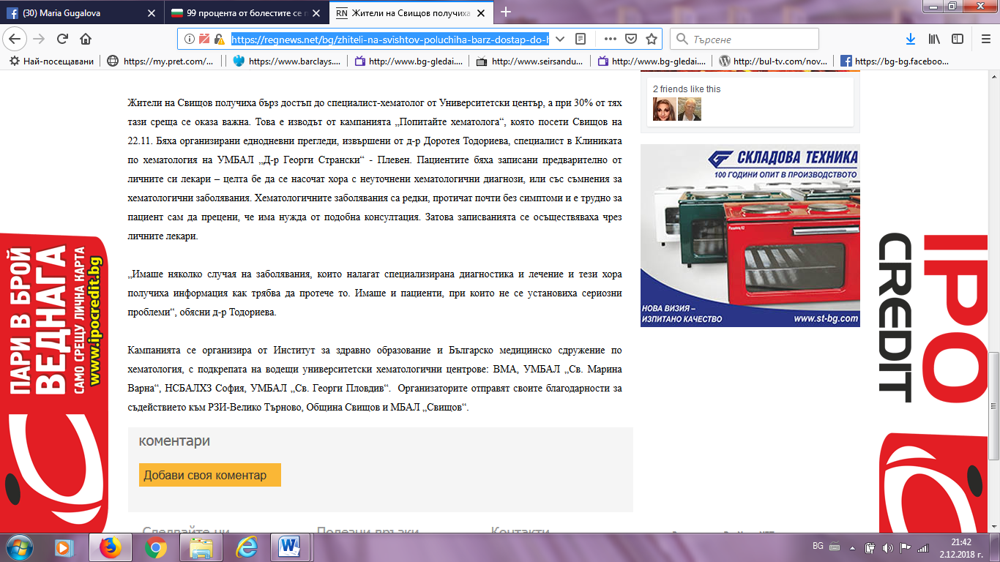 (30) Maria Gugalova
99 процента от болестите се п
RN Жители на Свищов получиха
https://regnews.net/bg/zhiteli-na-svishtov-poluchiha-barz-dostap-do-h
Търсене
Най-посещавани
https://my.pret.com/...
https://www.barclays....
http://www.bg-gledai....
http://www.seirsandu...
http://www.bg-gledai....
http://bul-tv.com/nov...
https://bg-bg.faceboo...
Жители на Свищов получиха бърз достъп до специалист-хематолог от Университетски център, а при 30% от тях
тази среща се оказа важна. Това е изводът от кампанията „Попитайте хематолога“, която посети Свищов на
22.11. Бяха организирани еднодневни прегледи, извършени от д-р Доротея Тодориева, специалист в Клиниката
по хематология на УМБАЛ „Д-р Георги Странски“ - Плевен. Пациентите бяха записани предварително от
личните си лекари – целта бе да се насочат хора с неуточнени хематологични диагнози, или със съмнения за
хематологични заболявания. Хематологичните заболявания са редки, протичат почти без симптоми и е трудно за
пациент сам да прецени, че има нужда от подобна консултация. Затова записванията се осъществяваха чрез
личните лекари.
„Имаше няколко случая на заболявания, които налагат специализирана диагностика и лечение и тези хора
получиха информация как трябва да протече то. Имаше и пациенти, при които не се установиха сериозни
проблеми“, обясни д-р Тодориева.
Кампанията се организира от Институт за здравно образование и Българско медицинско сдружение по
хематология, с подкрепата на водещи университетски хематологични центрове: ВМА, УМБАЛ „Св. Марина
Варна“, НСБАЛХЗ София, УМБАЛ „Св. Георги Пловдив“. Организаторите отправят своите благодарности за
съдействието към РЗИ-Велико Търново, Община Свищов и МБАЛ „Свищов“.
коментари
Добави своя коментар
Следвайте ни
Полезни връзки
Контакти
2 friends like this
СКЛАДОВА ТЕХНИКА
100 ГОДИНИ ОПИТ В ПРОИЗВОДСТВОТО
НОВА ВИЗИЯ –
ИЗПИТАНО КАЧЕСТВО
www.st-bg.com
ПАРИ В БРОЙ
ВЕДНАГА
САМО СРЕЩУ ЛИЧНА КАРТА
www.ipocredit.bg
IPO
CREDIT
BG
21:42
2.12.2018 г.